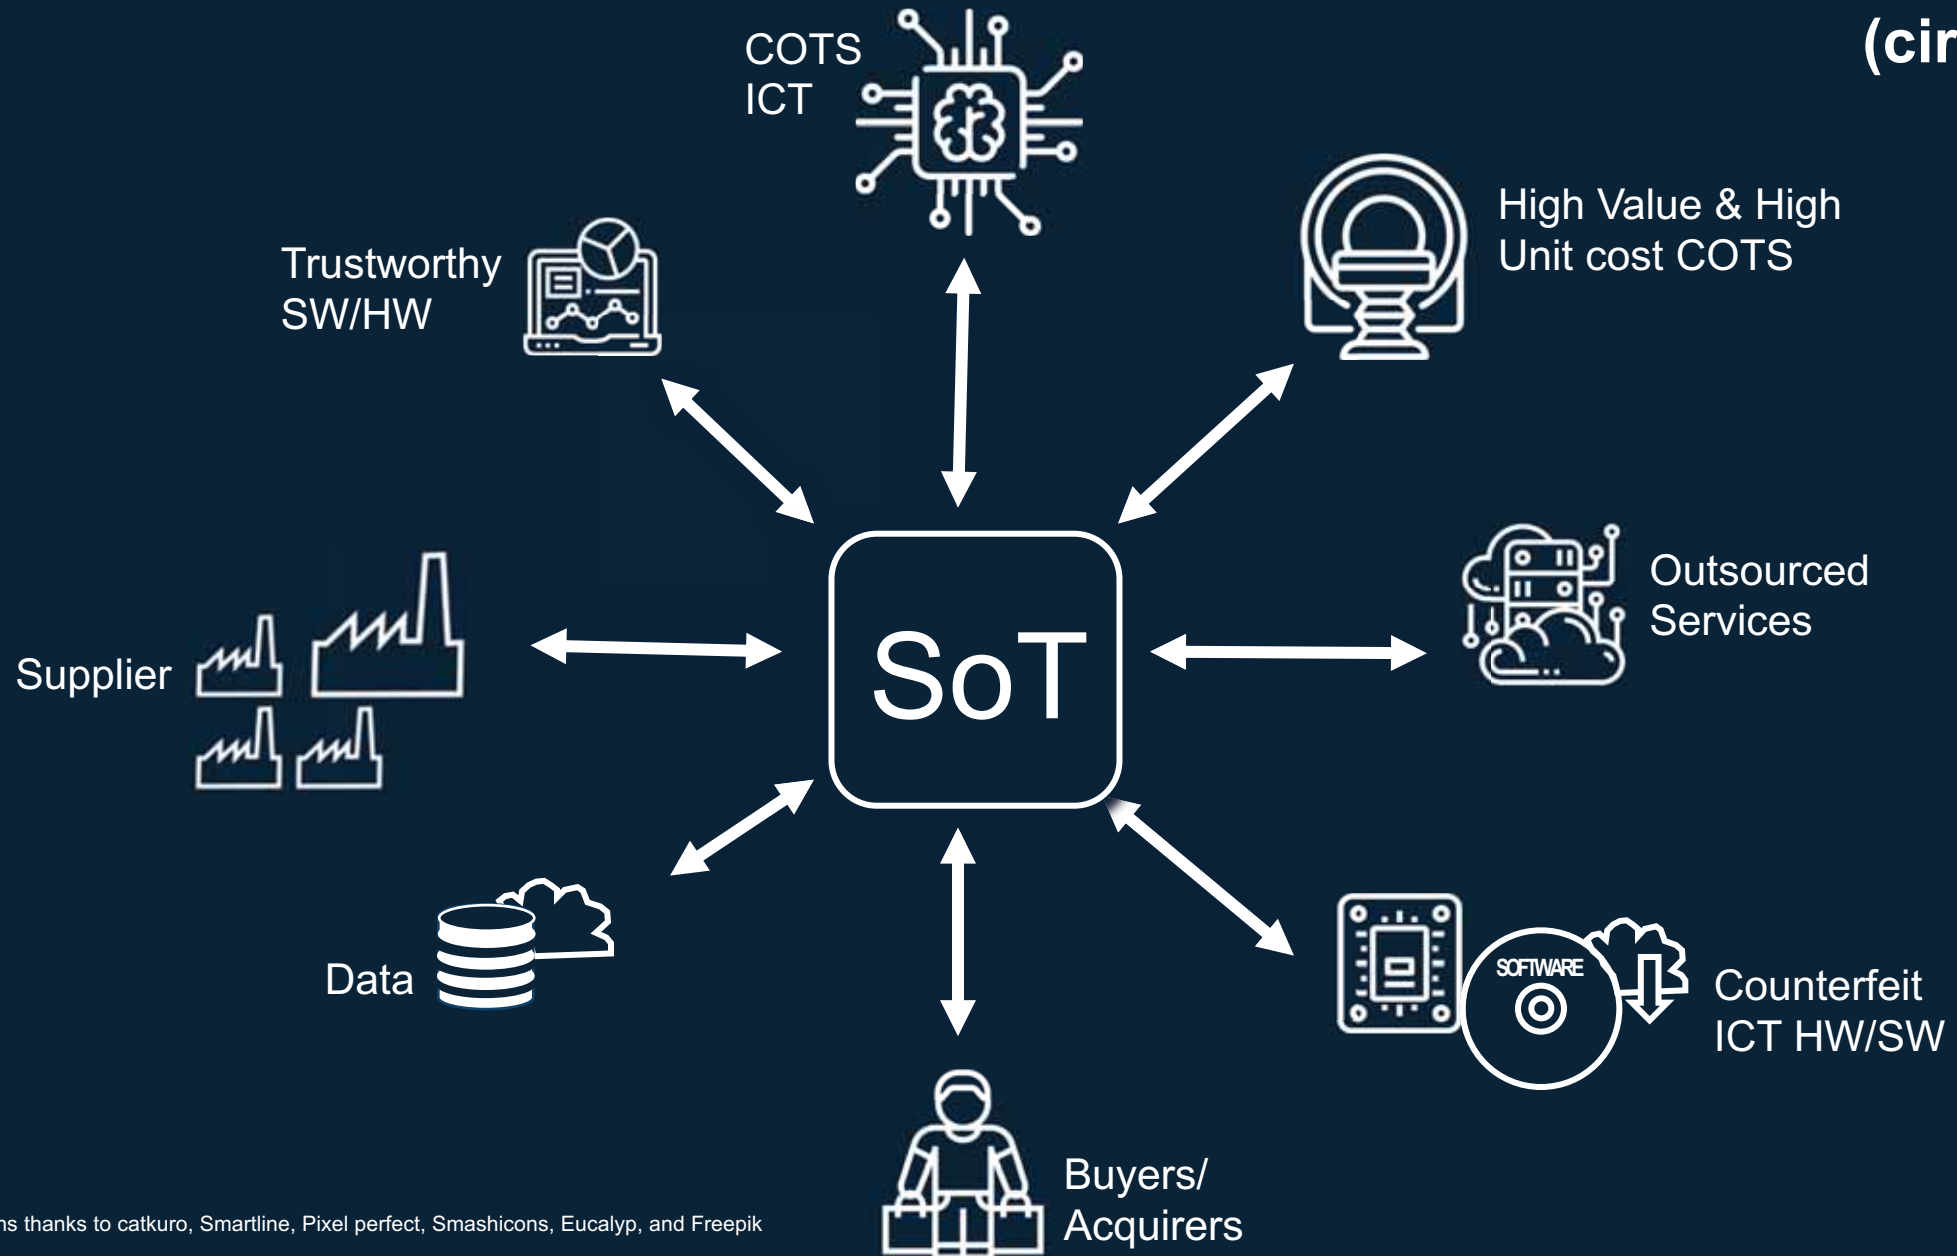 (cir
COTS
ICT
High Value & High
Unit cost COTS
Trustworthy
SW/HW
Outsourced
Services
SoT
Supplier
SOFTWARE
Data
Counterfeit
ICT HW/SW
Buyers/
Acquirers
ns thanks to catkuro, Smartline, Pixel perfect, Smashicons, Eucalyp, and Freepik